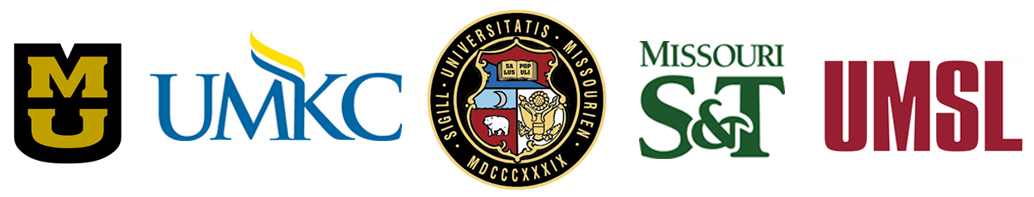 MU
UMKC
SIGILL · UNIVERSITATIS · MISSOURIEN ·
SA POP
LUS ULI
MDCCCXXXIX
MISSOURI
S&T
UMSL